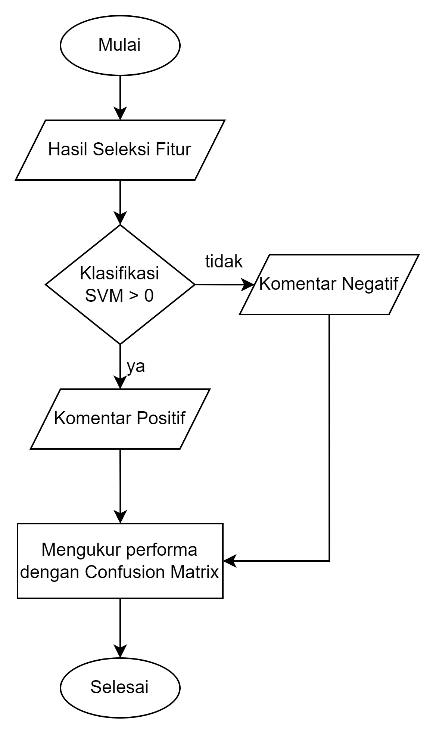 Mulai
Hasil Seleksi Fitur
Klasifikasi
SVM > 0
tidak
Komentar Negatif
ya
Komentar Positif
Mengukur performa
dengan Confusion Matrix
Selesai